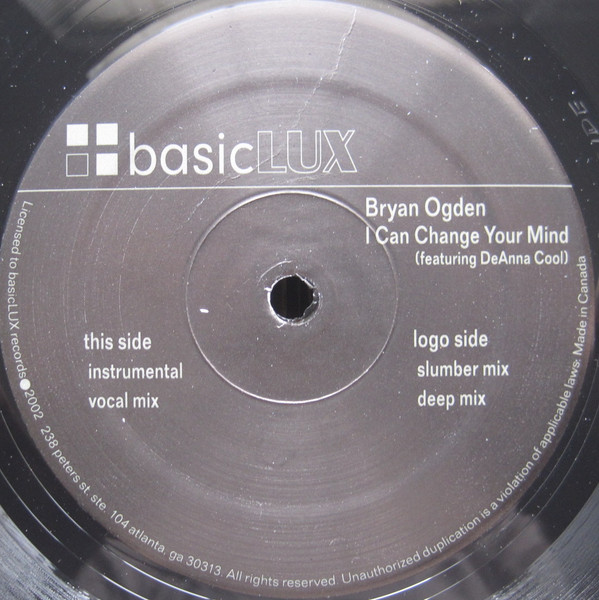 basicLUX
Bryan Ogden
I Can Change Your Mind
(featuring DeAnna Cool)
this side
instrumental
vocal mix
logo side
slumber mix
deep mix
Licensed to basicLUX records●2002 238 peters st. ste. 104 atlanta, ga 30313. All rights reserved. Unauthorized duplication is a violation of applicable laws. Made in Canada